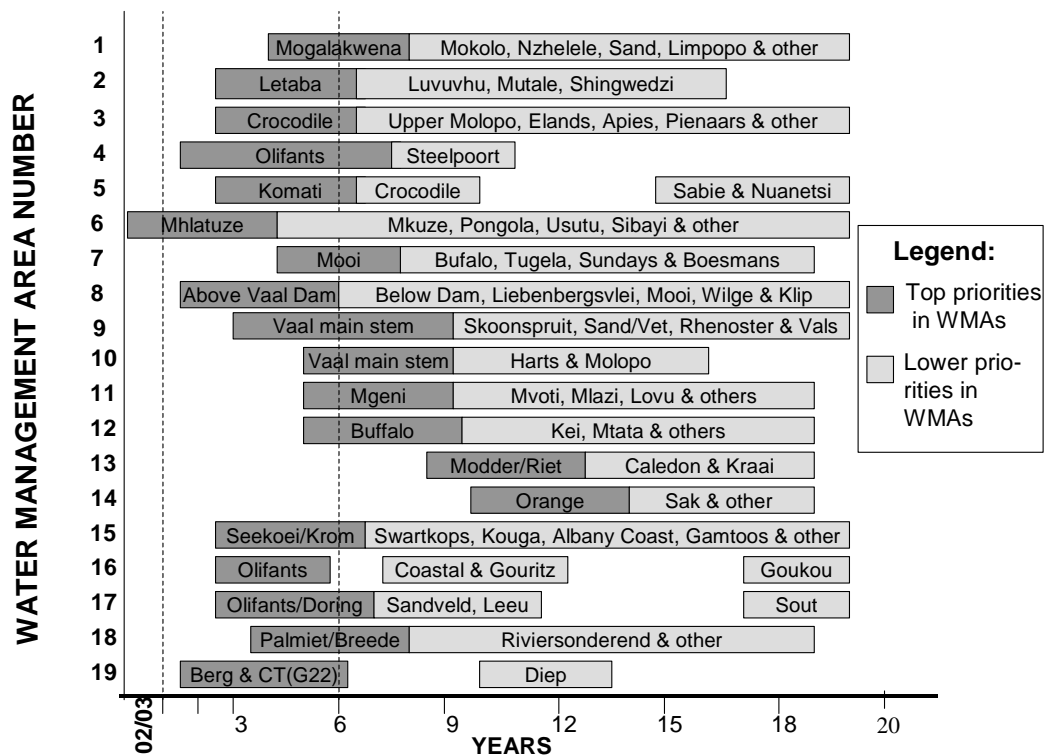 WATER MANAGEMENT AREA NUMBER
1 Mogalakwena Mokolo, Nzhelele, Sand, Limpopo & other
2 Letaba Luvuvhu, Mutale, Shingwedzi
3 Crocodile Upper Molopo, Elands, Apies, Pienaars & other
4 Olifants Steelpoort
5 Komati Crocodile Sabie & Nuanetsi
6 Mhlatuze Mkuze, Pongola, Usutu, Sibayi & other
7 Mooi Bufalo, Tugela, Sundays & Boesmans
8 Above Vaal Dam Below Dam, Liebenbergsvlei, Mooi, Wilge & Klip
9 Vaal main stem Skoonspruit, Sand/Vet, Rhenoster & Vals
10 Vaal main stem Harts & Molopo
11 Mgeni Mvoti, Mlazi, Lovu & others
12 Buffalo Kei, Mtata & others
13 Modder/Riet Caledon & Kraai
14 Orange Sak & other
15 Seekoei/Krom Swartkops, Kouga, Albany Coast, Gamtoos & other
16 Olifants Coastal & Gouritz Goukou
17 Olifants/Doring Sandveld, Leeu Sout
18 Palmiet/Breede Riviersonderend & other
19 Berg & CT(G22) Diep
02/03 3 6 9 12 15 18 20
YEARS
Legend:
Top priorities
in WMAs
Lower prio-
rities in
WMAs